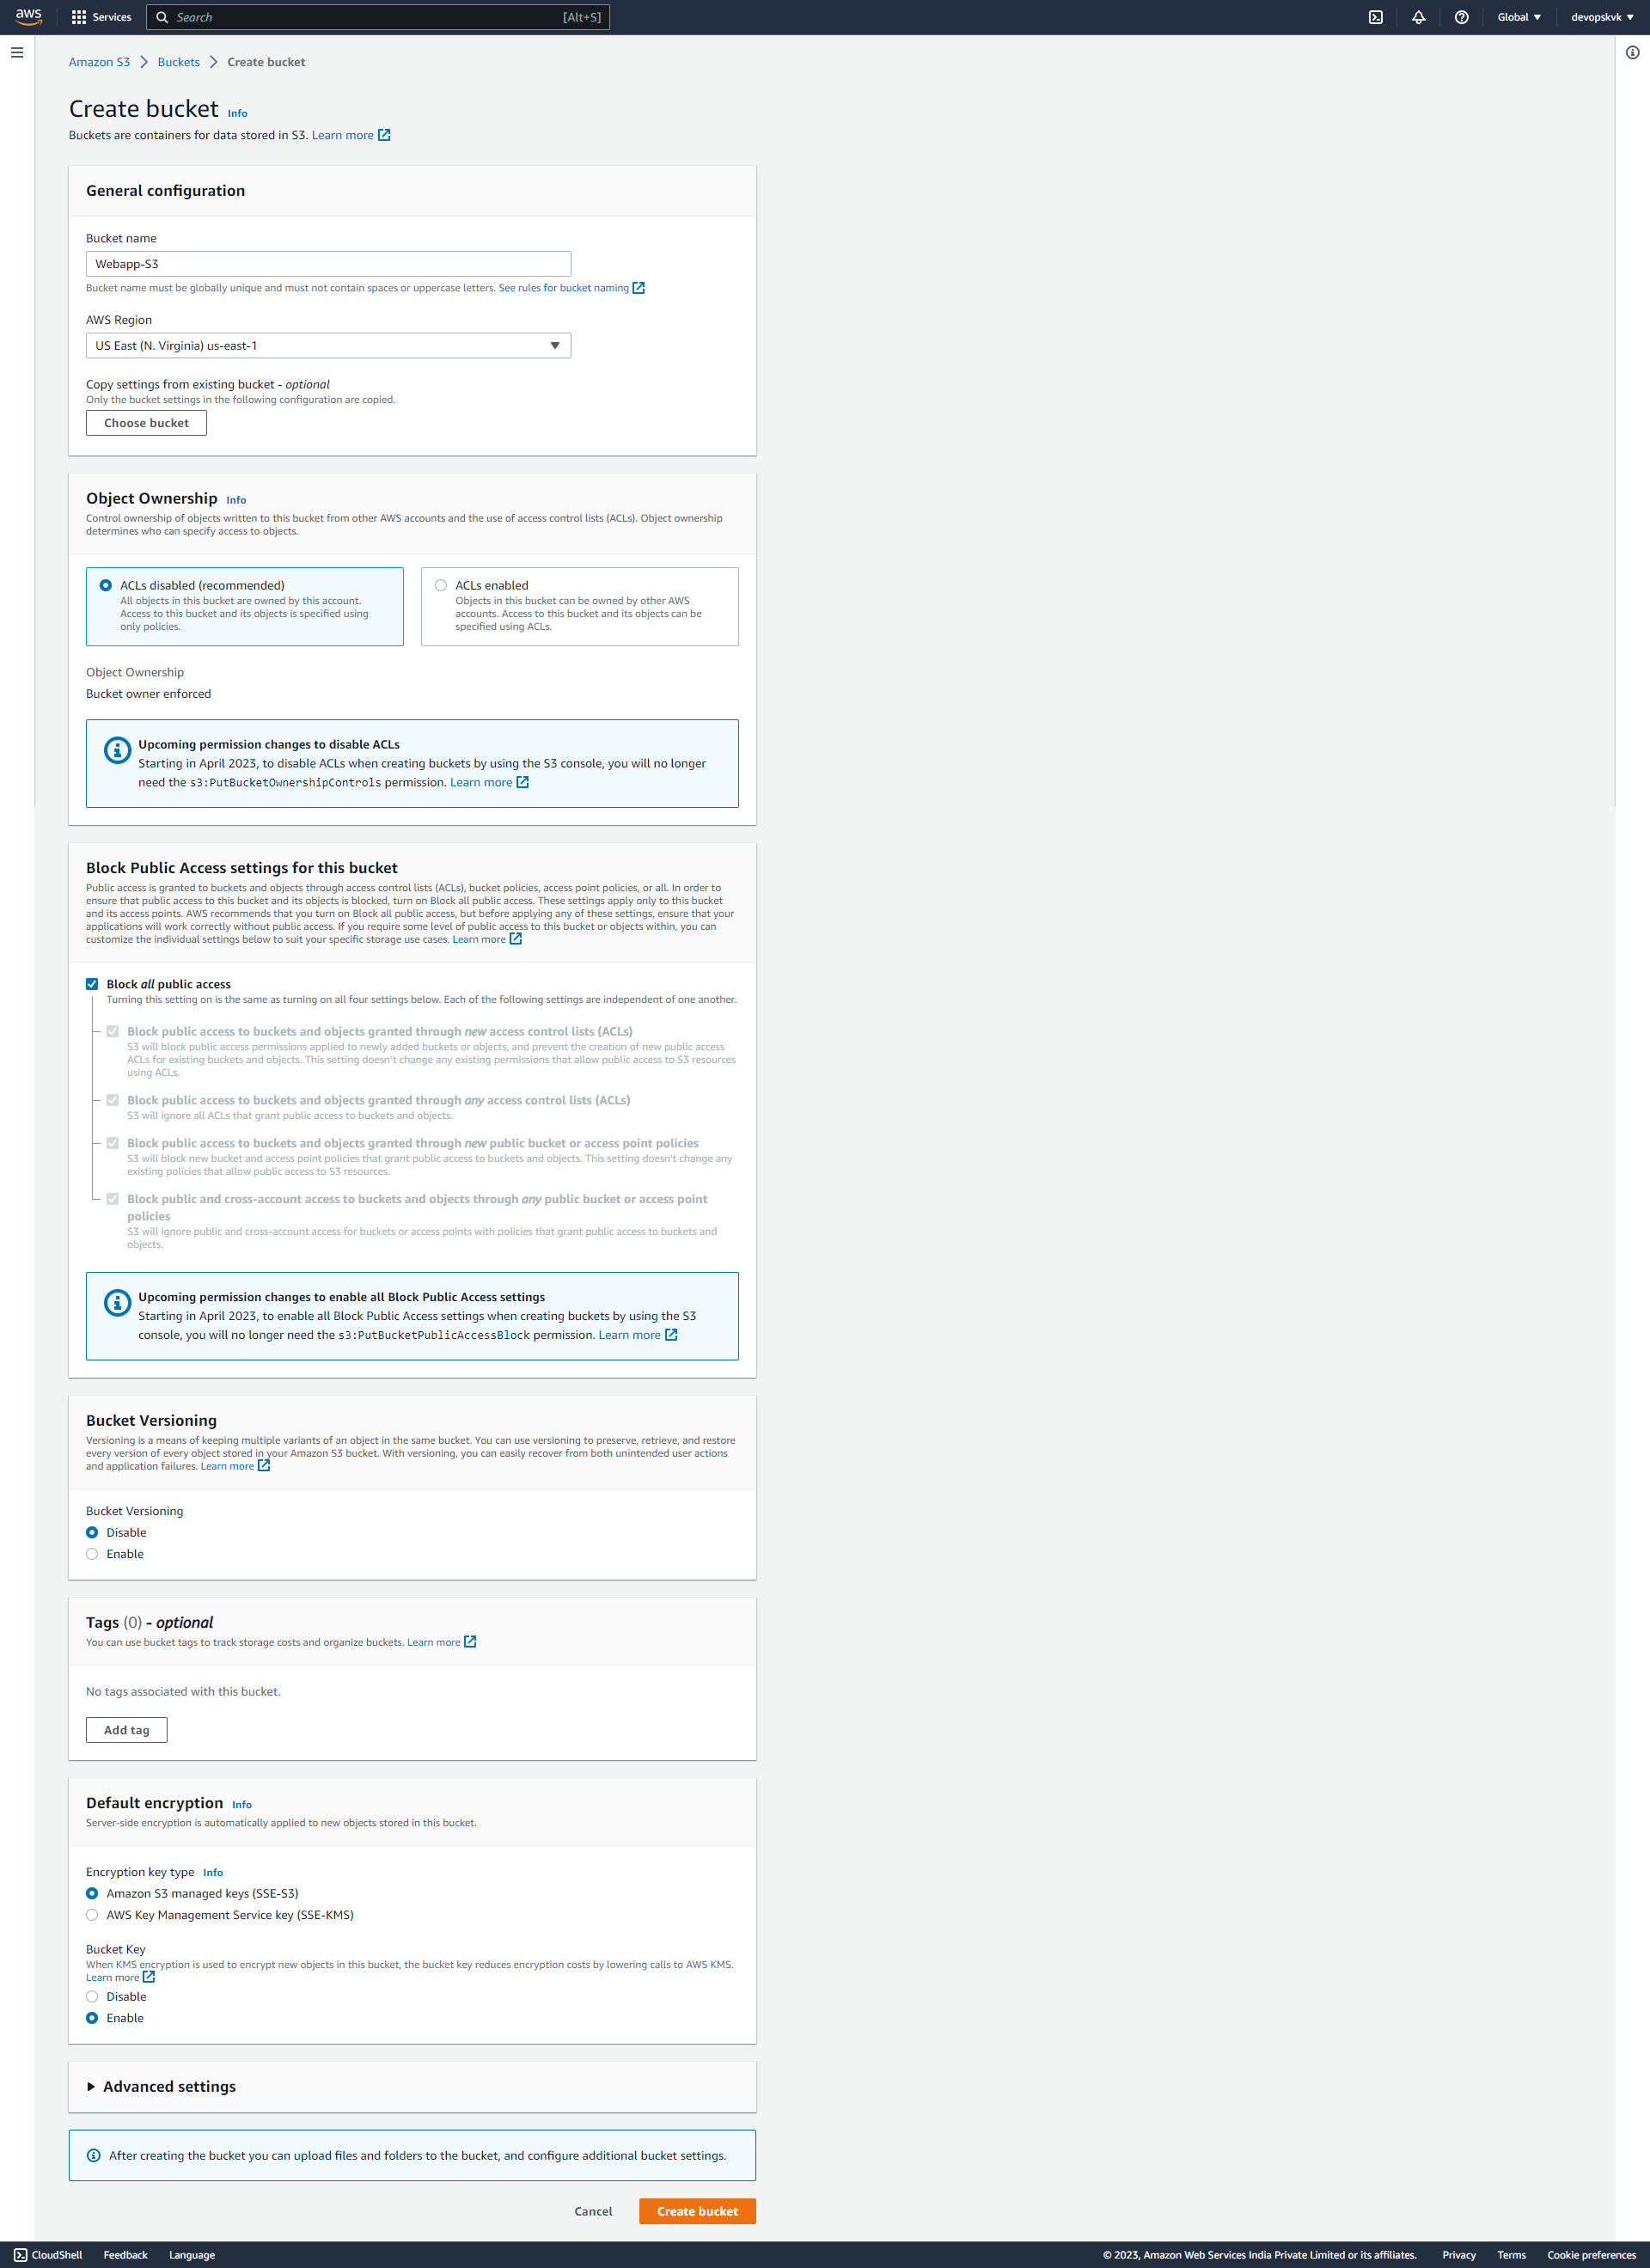 aws
Services
Search
[Alt+S]
Global
devopskvk
Amazon S3 > Buckets > Create bucket
Create bucket Info
Buckets are containers for data stored in S3. Learn more
General configuration
Bucket name
Webapp-S3
Bucket name must be globally unique and must not contain spaces or uppercase letters. See rules for bucket naming
AWS Region
US East (N. Virginia) us-east-1
Copy settings from existing bucket - optional
Only the bucket settings in the following configuration are copied.
Choose bucket
Object Ownership Info
Control ownership of objects written to this bucket from other AWS accounts and the use of access control lists (ACLs). Object ownership
determines who can specify access to objects.
ACLs disabled (recommended)
All objects in this bucket are owned by this account.
Access to this bucket and its objects is specified using
only policies.
ACLs enabled
Objects in this bucket can be owned by other AWS
accounts. Access to this bucket and its objects can be
specified using ACLs.
Object Ownership
Bucket owner enforced
Upcoming permission changes to disable ACLs
Starting in April 2023, to disable ACLs when creating buckets by using the S3 console, you will no longer
need the s3:PutBucketOwnershipControls permission. Learn more
Block Public Access settings for this bucket
Public access is granted to buckets and objects through access control lists (ACLs), bucket policies, access point policies, or all. In order to
ensure that public access to this bucket and its objects is blocked, turn on Block all public access. These settings apply only to this bucket
and its access points. AWS recommends that you turn on Block all public access, but before applying any of these settings, ensure that your
applications will work correctly without public access. If you require some level of public access to this bucket or objects within, you can
customize the individual settings below to suit your specific storage use cases. Learn more
Block all public access
Turning this setting on is the same as turning on all four settings below. Each of the following settings are independent of one another.
Block public access to buckets and objects granted through new access control lists (ACLs)
S3 will block public access permissions applied to newly added buckets or objects, and prevent the creation of new public access
ACLs for existing buckets and objects. This setting doesn't change any existing permissions that allow public access to S3 resources
using ACLs.
Block public access to buckets and objects granted through any access control lists (ACLs)
S3 will ignore all ACLs that grant public access to buckets and objects.
Block public access to buckets and objects granted through new public bucket or access point policies
S3 will block new bucket and access point policies that grant public access to buckets and objects. This setting doesn't change any
existing policies that allow public access to S3 resources.
Block public and cross-account access to buckets and objects through any public bucket or access point
policies
S3 will ignore public and cross-account access for buckets or access points with policies that grant public access to buckets and
objects.
Upcoming permission changes to enable all Block Public Access settings
Starting in April 2023, to enable all Block Public Access settings when creating buckets by using the S3
console, you will no longer need the s3:PutBucketPublicAccessBlock permission. Learn more
Bucket Versioning
Versioning is a means of keeping multiple variants of an object in the same bucket. You can use versioning to preserve, retrieve, and restore
every version of every object stored in your Amazon S3 bucket. With versioning, you can easily recover from both unintended user actions
and application failures. Learn more
Bucket Versioning
Disable
Enable
Tags (0) - optional
You can use bucket tags to track storage costs and organize buckets. Learn more
No tags associated with this bucket.
Add tag
Default encryption Info
Server-side encryption is automatically applied to new objects stored in this bucket.
Encryption key type Info
Amazon S3 managed keys (SSE-S3)
AWS Key Management Service key (SSE-KMS)
Bucket Key
When KMS encryption is used to encrypt new objects in this bucket, the bucket key reduces encryption costs by lowering calls to AWS KMS.
Learn more
Disable
Enable
Advanced settings
After creating the bucket you can upload files and folders to the bucket, and configure additional bucket settings.
Cancel
Create bucket
CloudShell
Feedback
Language
© 2023, Amazon Web Services India Private Limited or its affiliates.
Privacy
Terms
Cookie preferences